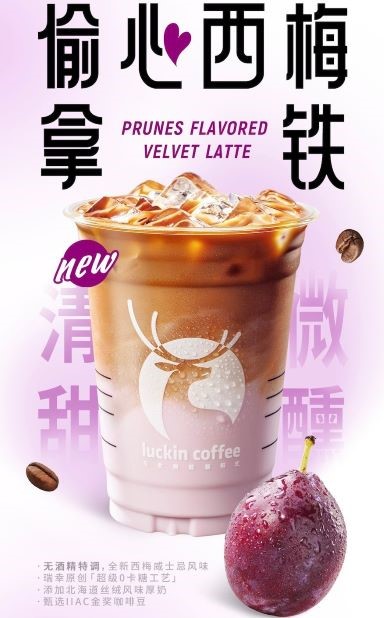 偷心西梅
拿铁
PRUNES FLAVORED
VELVET LATTE
new
清 微
甜 醺
luckin coffee
·无酒精特调,全新西梅威士忌风味
·瑞幸原创「超级0卡糖工艺」
·添加北海道丝绒风味厚奶
·甄选IIAC金奖咖啡豆